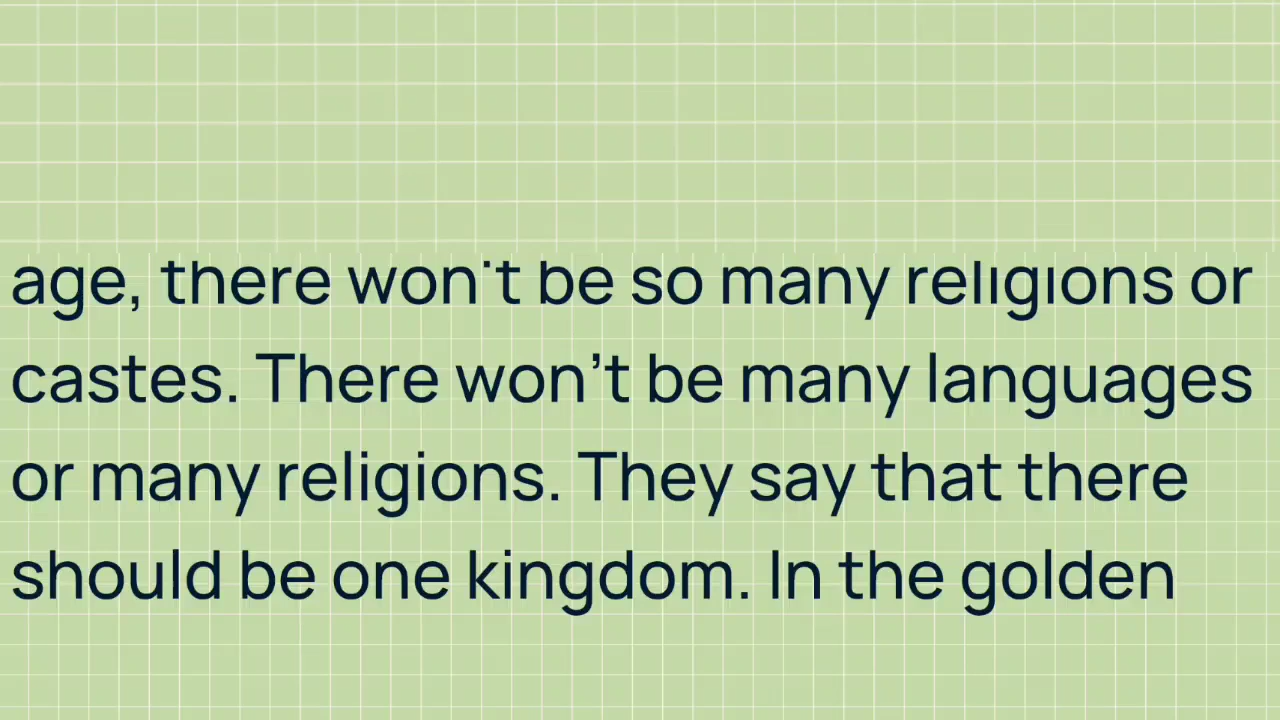 age, there won't be so many religions or
castes. There won’t be many languages
or many religions. They say that there
should be one kingdom. In the golden